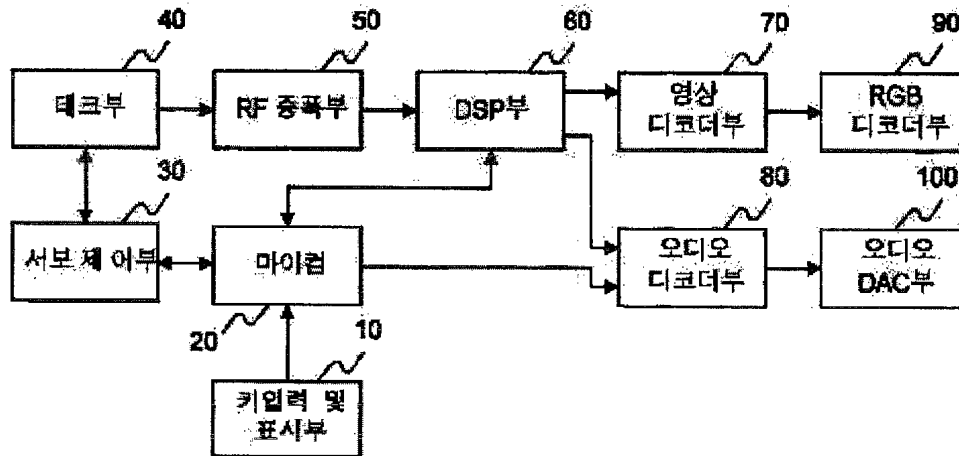 40
50
60
70
90
테크부
RF 증폭부
DSP부
영상
디코더부
RGB
디코더부
30
80
100
서보 제어부
마이컴
오디오
디코더부
오디오
DAC부
20
10
키입력 및
표시부